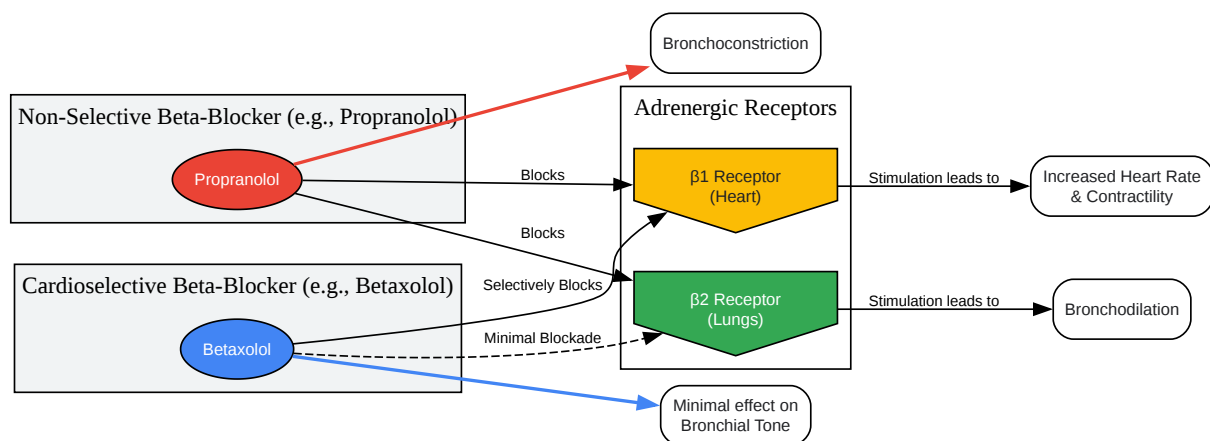 Bronchoconstriction
Non-Selective Beta-Blocker (e.g., Propranolol)
Propranolol
Blocks
Blocks
Adrenergic Receptors
β1 Receptor
(Heart)
Stimulation leads to
Increased Heart Rate
& Contractility
Cardioselective Beta-Blocker (e.g., Betaxolol)
Betaxolol
Selectively Blocks
Minimal Blockade
β2 Receptor
(Lungs)
Stimulation leads to
Bronchodilation
Minimal effect on
Bronchial Tone